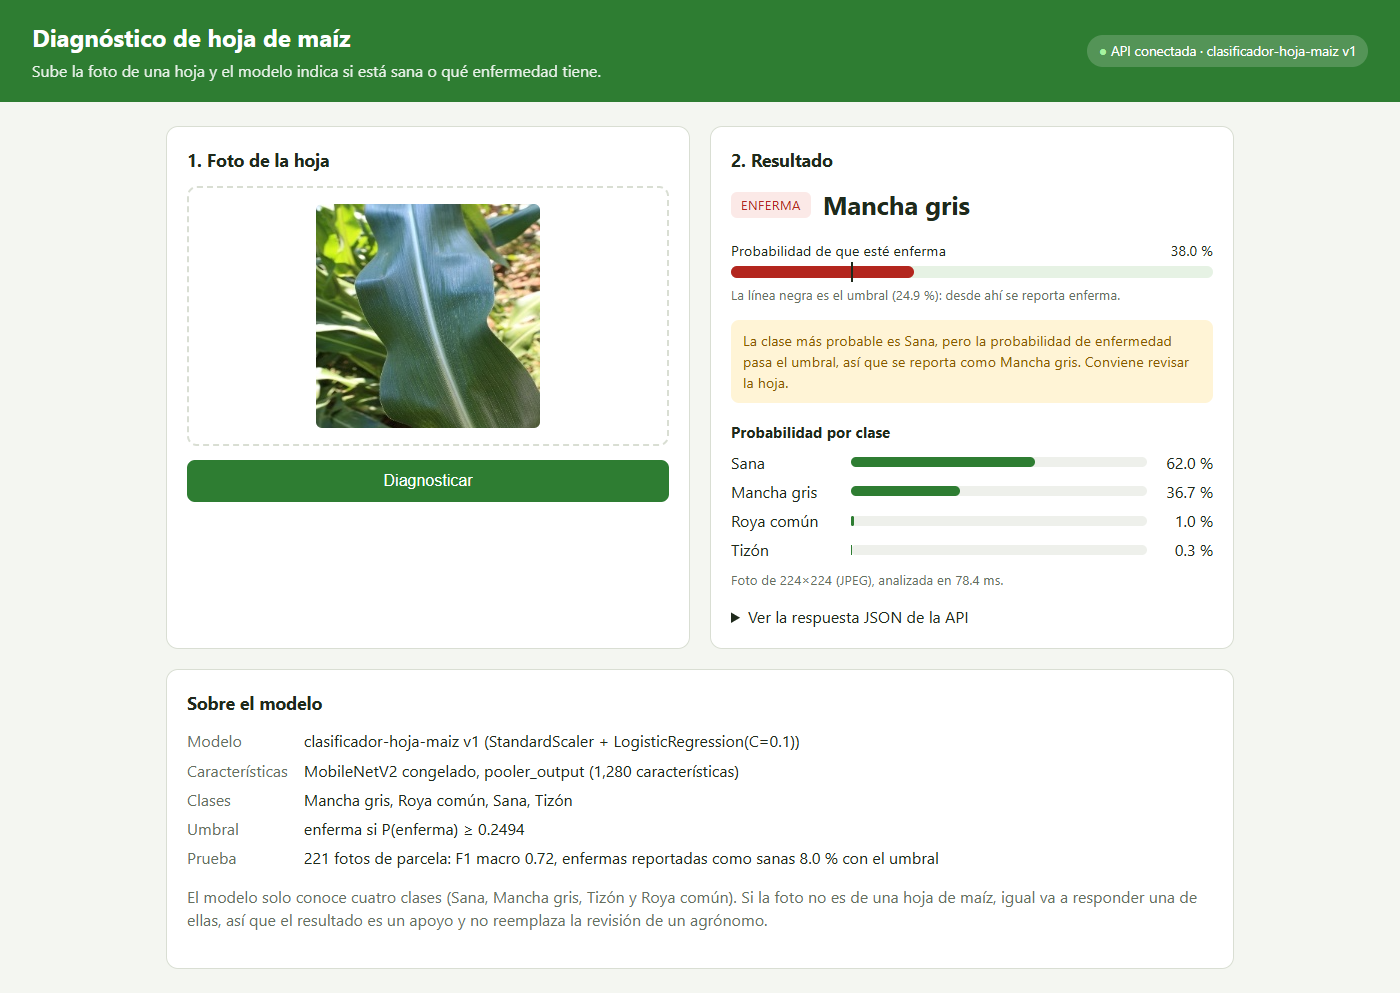 Diagnóstico de hoja de maíz
Sube la foto de una hoja y el modelo indica si está sana o qué enfermedad tiene.
API conectada · clasificador-hoja-maiz v1
1. Foto de la hoja
Diagnosticar
2. Resultado
ENFERMA Mancha gris
Probabilidad de que esté enferma 38.0 %
La línea negra es el umbral (24.9 %): desde ahí se reporta enferma.
La clase más probable es Sana, pero la probabilidad de enfermedad
pasa el umbral, así que se reporta como Mancha gris. Conviene revisar
la hoja.
Probabilidad por clase
Sana 62.0 %
Mancha gris 36.7 %
Roya común 1.0 %
Tizón 0.3 %
Foto de 224×224 (JPEG), analizada en 78.4 ms.
▶ Ver la respuesta JSON de la API
Sobre el modelo
Modelo clasificador-hoja-maiz v1 (StandardScaler + LogisticRegression(C=0.1))
Características MobileNetV2 congelado, pooler_output (1,280 características)
Clases Mancha gris, Roya común, Sana, Tizón
Umbral enferma si P(enferma) ≥ 0.2494
Prueba 221 fotos de parcela: F1 macro 0.72, enfermas reportadas como sanas 8.0 % con el umbral
El modelo solo conoce cuatro clases (Sana, Mancha gris, Tizón y Roya común). Si la foto no es de una hoja de maíz, igual va a responder una de
ellas, así que el resultado es un apoyo y no reemplaza la revisión de un agrónomo.